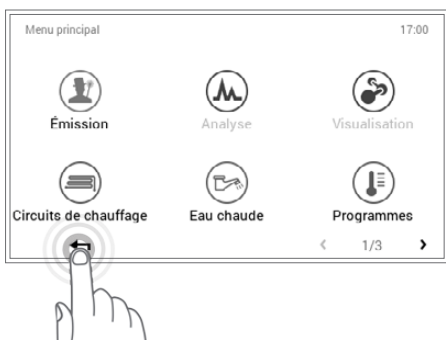 Menu principal 17:00
Émission Analyse Visualisation
Circuits de chauffage Eau chaude Programmes
< 1/3 >